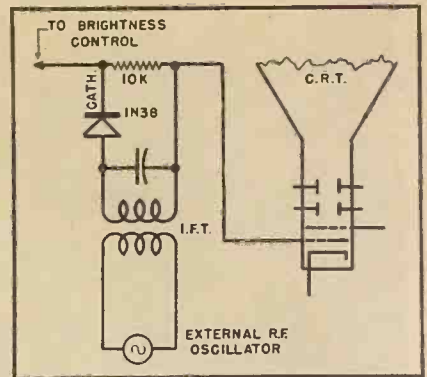 TO BRIGHTNESS
CONTROL
CATH.
10K
1N38
C.R.T.
I.F.T.
EXTERNAL R.F.
OSCILLATOR